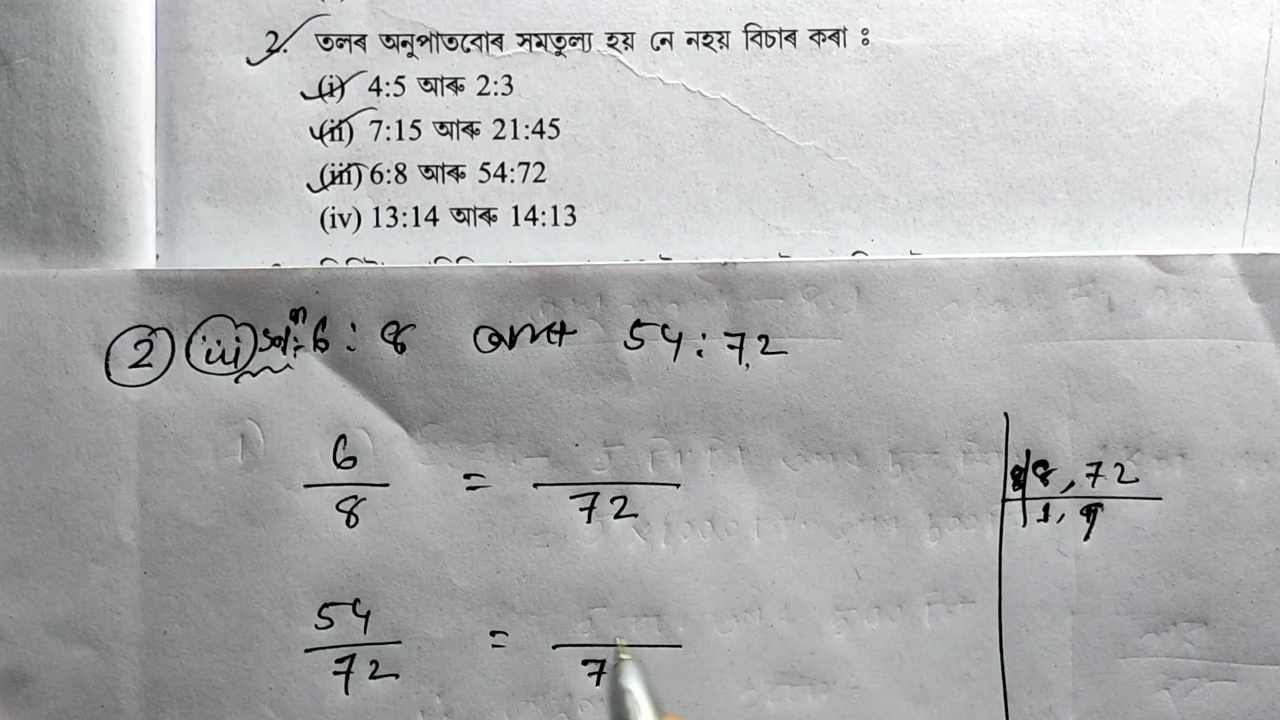 2. তলৰ অনুপাতবোৰ সমতুল্য হয় নে নহয় বিচাৰ কৰা ঃ
(i) 4:5 আৰু 2:3
(ii) 7:15 আৰু 21:45
(iii) 6:8 আৰু 54:72
(iv) 13:14 আৰু 14:13
2 (iii) Solⁿ:- 6 : 8 আৰু 54 : 72
6/8 = /72
8 | 8, 72
1, 9
54/72 = /7